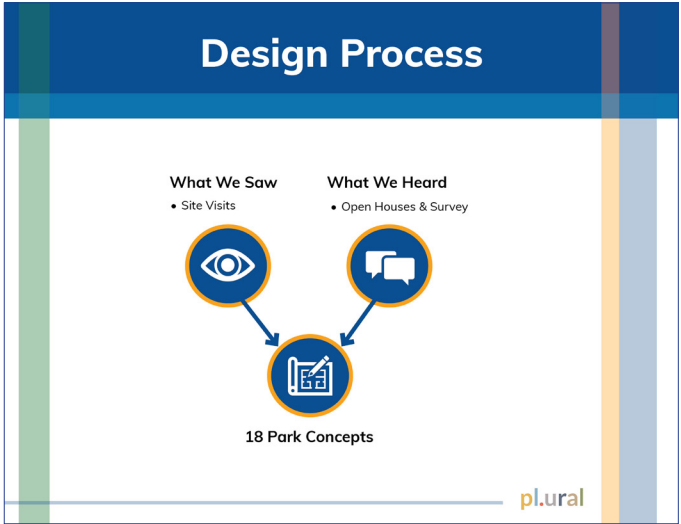 Design Process
What We Saw
• Site Visits
What We Heard
• Open Houses & Survey
18 Park Concepts
pl.ural